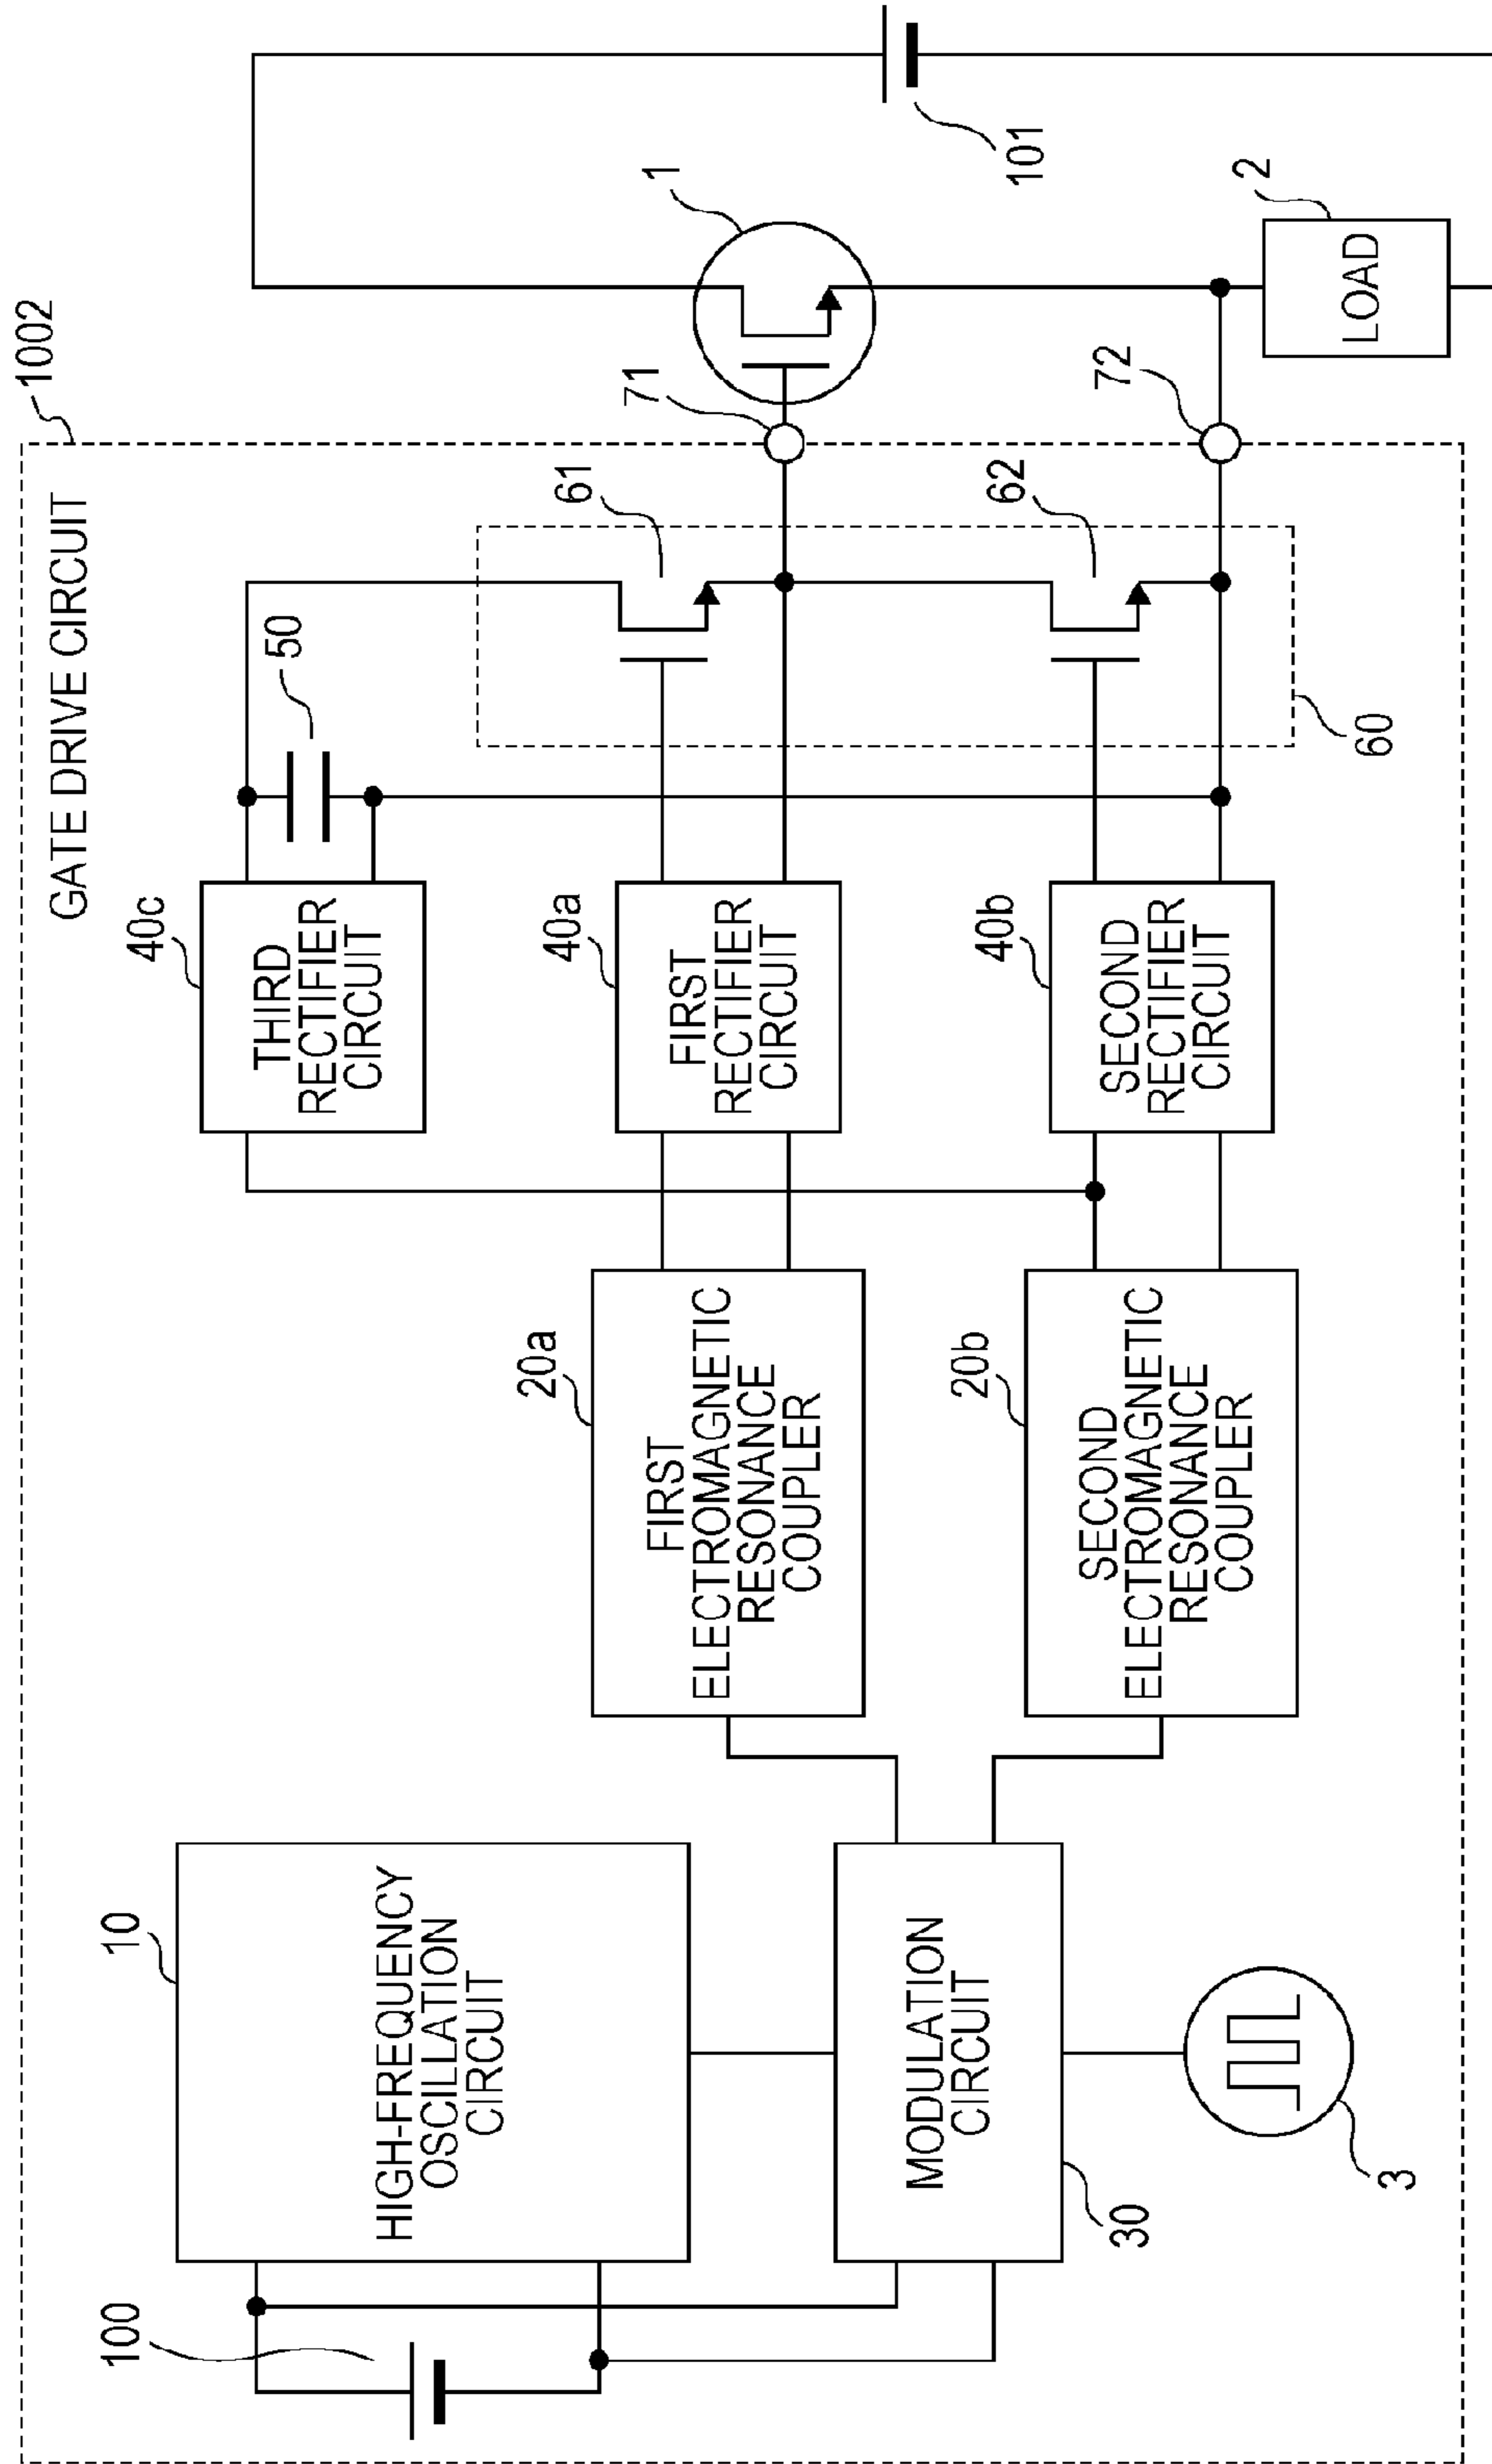 1002
GATE DRIVE CIRCUIT
100
10
HIGH-FREQUENCY
OSCILLATION
CIRCUIT
MODULATION
CIRCUIT
30
3
20a
FIRST
ELECTROMAGNETIC
RESONANCE
COUPLER
20b
SECOND
ELECTROMAGNETIC
RESONANCE
COUPLER
40c
THIRD
RECTIFIER
CIRCUIT
40a
FIRST
RECTIFIER
CIRCUIT
40b
SECOND
RECTIFIER
CIRCUIT
50
61
62
60
71
72
1
2
LOAD
101